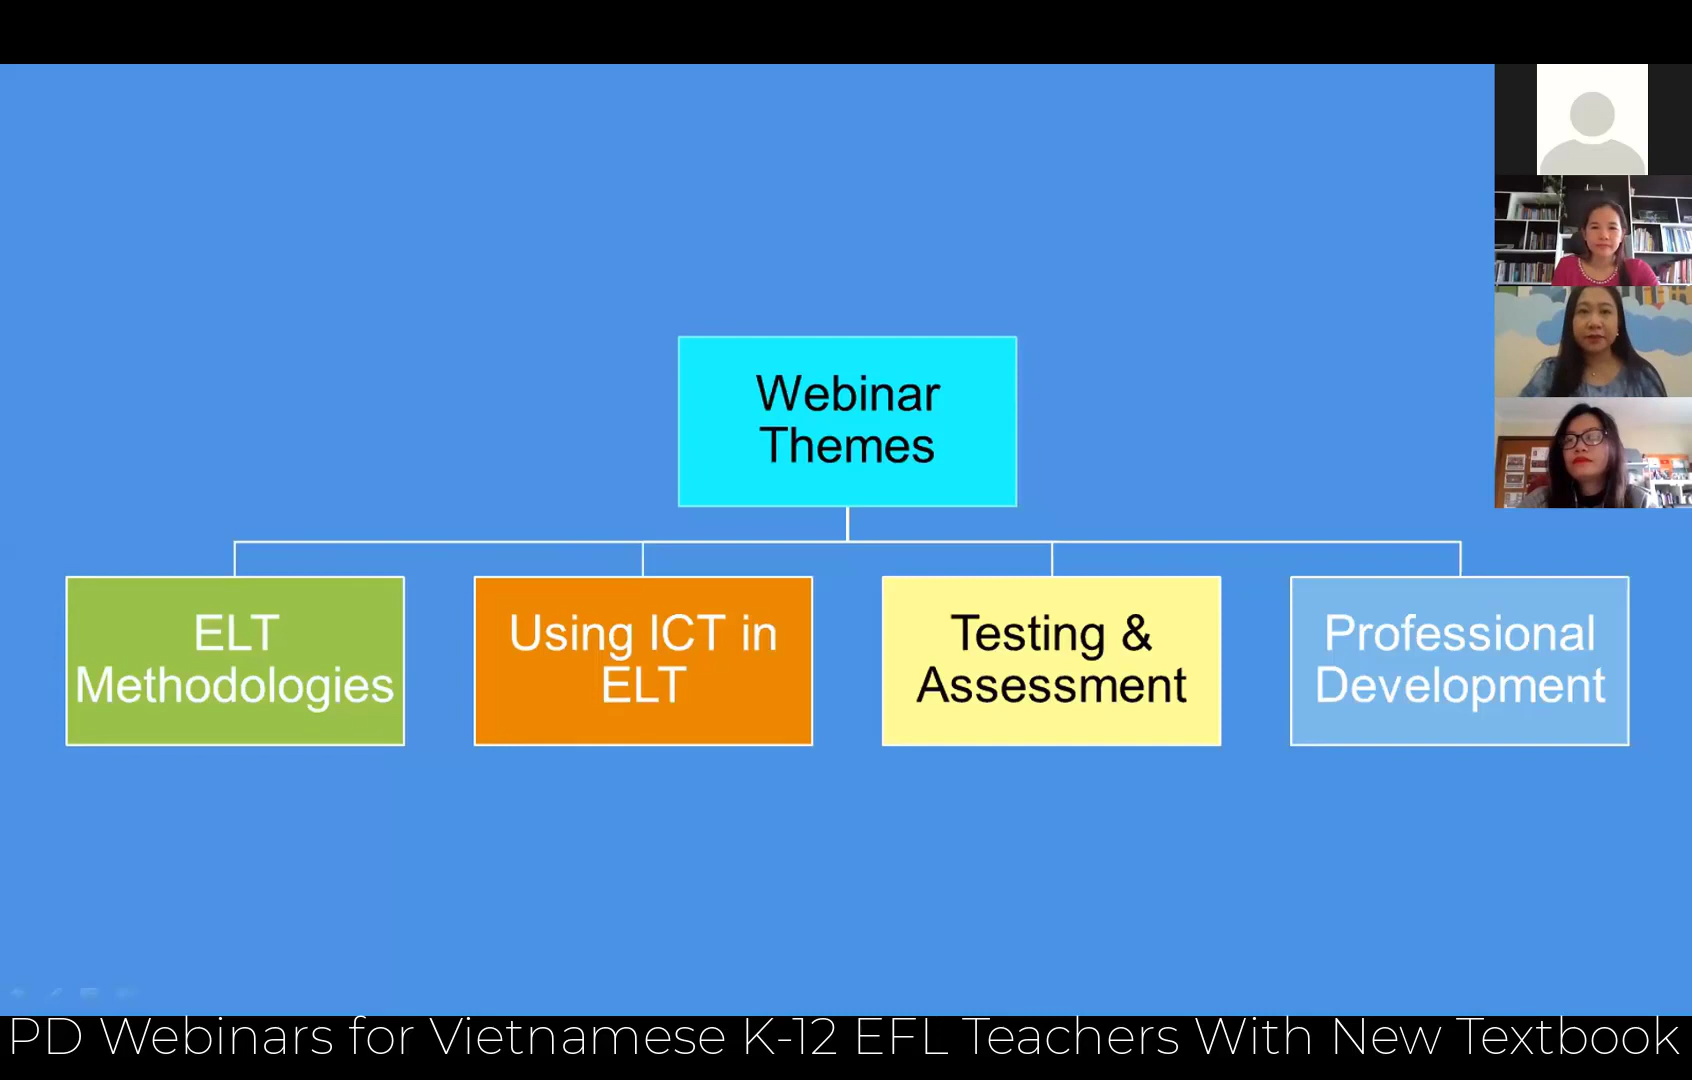 Webinar
Themes
ELT
Methodologies
Using ICT in
ELT
Testing &
Assessment
Professional
Development
PD Webinars for Vietnamese K-12 EFL Teachers With New Textbook